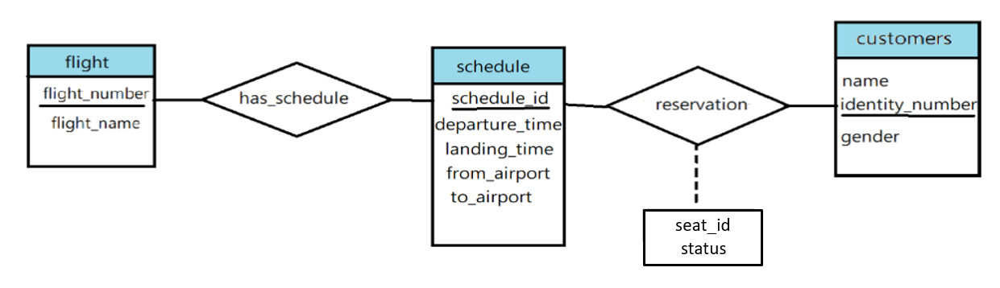 flight
flight_number
flight_name
has_schedule
schedule
schedule_id
departure_time
landing_time
from_airport
to_airport
reservation
seat_id
status
customers
name
identity_number
gender